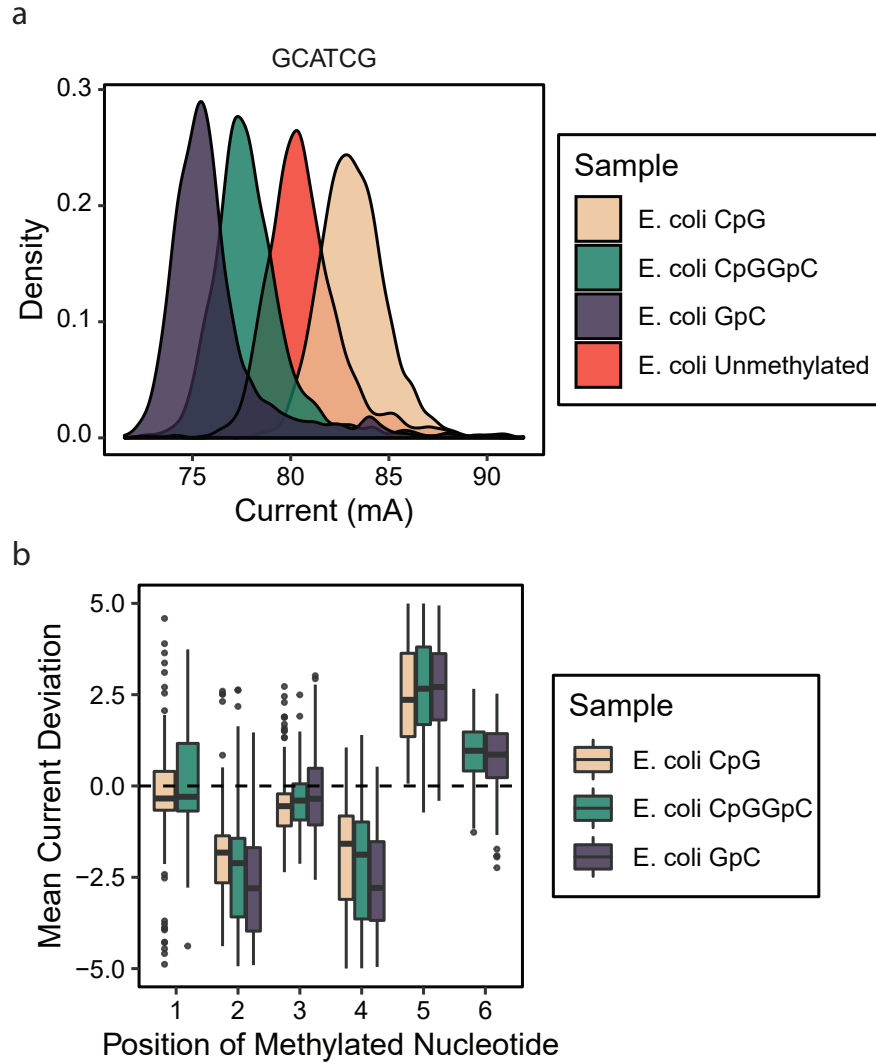 a
GCATCG
0.3
0.2
0.1
0.0
Density
75 80 85 90
Current (mA)
Sample
E. coli CpG
E. coli CpGGpC
E. coli GpC
E. coli Unmethylated
b
5.0
2.5
0.0
−2.5
−5.0
Mean Current Deviation
1 2 3 4 5 6
Position of Methylated Nucleotide
Sample
E. coli CpG
E. coli CpGGpC
E. coli GpC